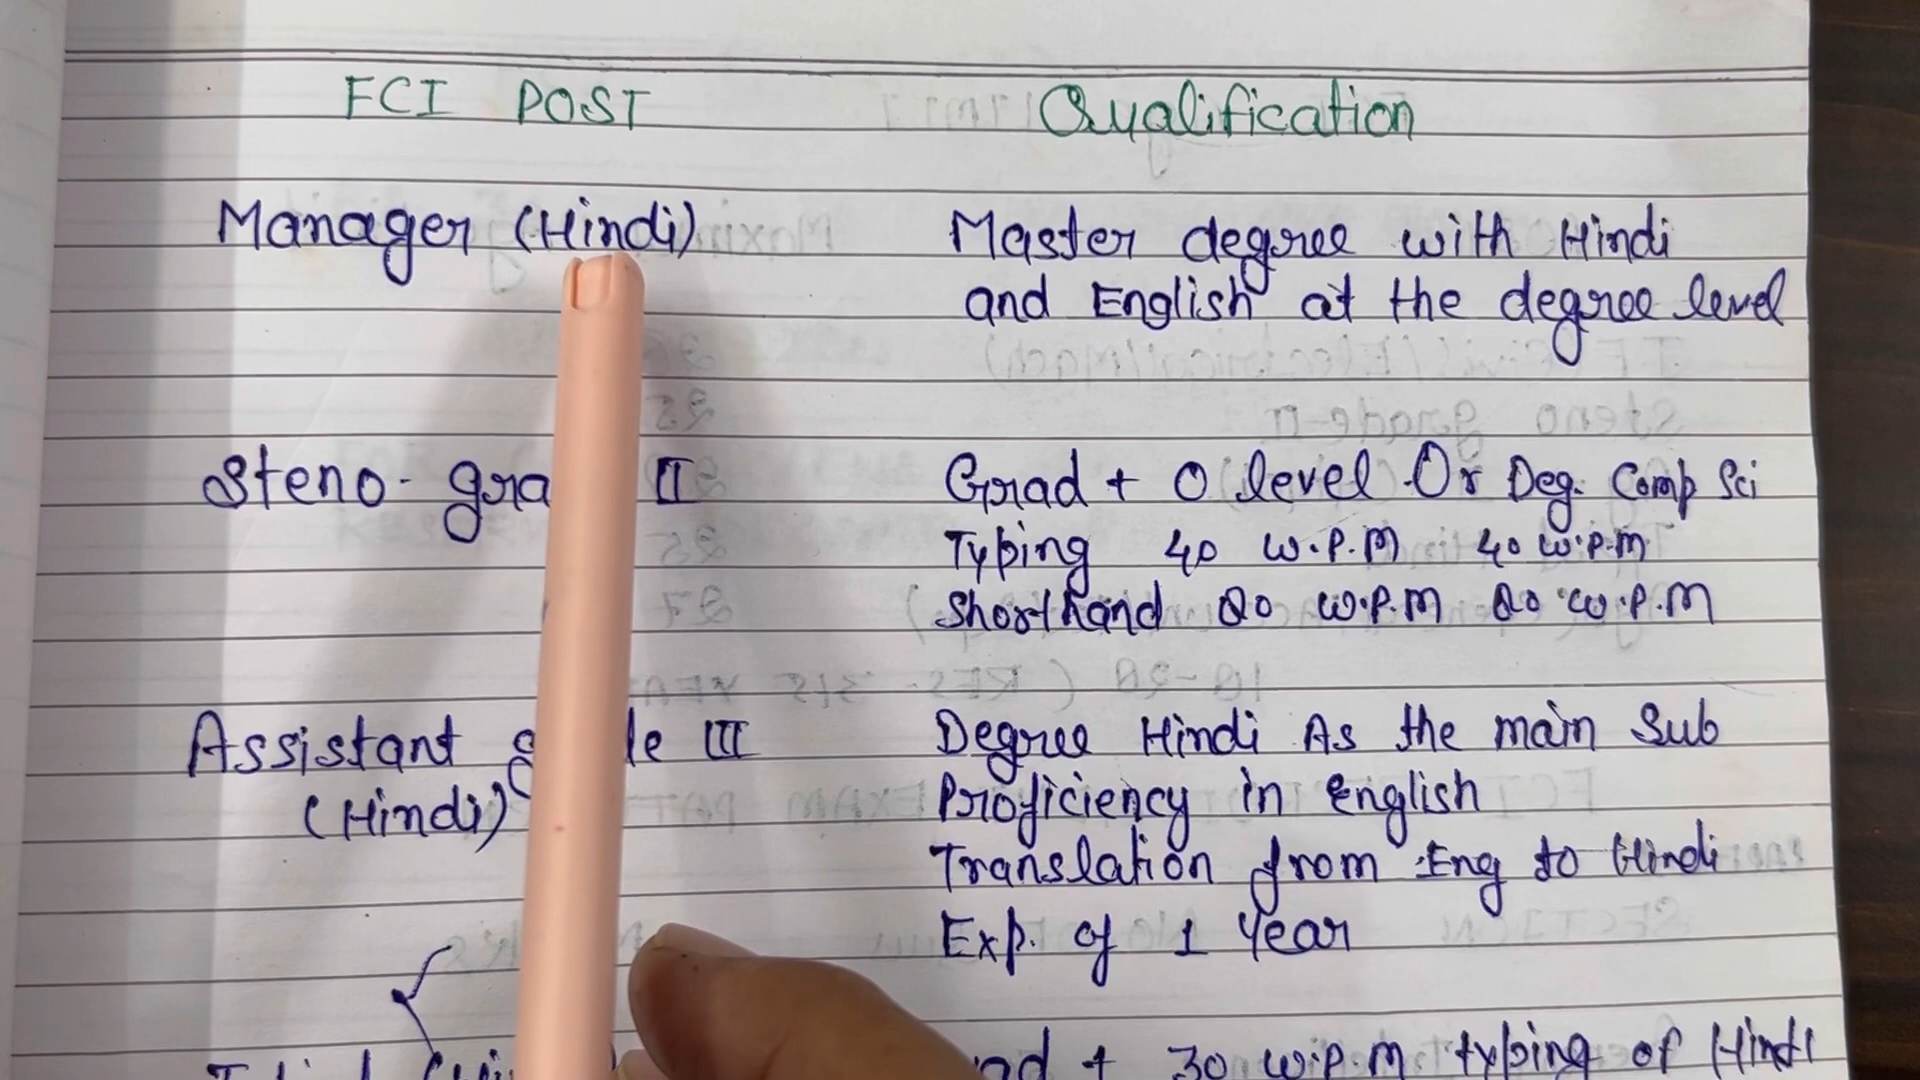 FCI POST Qualification
Manager (Hindi) Master degree with Hindi
and English at the degree level
Steno- II Grad + O level Or Deg. Comp Sci
Typing 40 W.P.M 40 W.P.M
Shorthand 80 W.P.M 80 W.P.M
Assistant III Degree Hindi As the main Sub
(Hindi) Proficiency in English
Translation from Eng to Hindi
Exp. of 1 Year
+ 30 W.P.M typing of Hindi